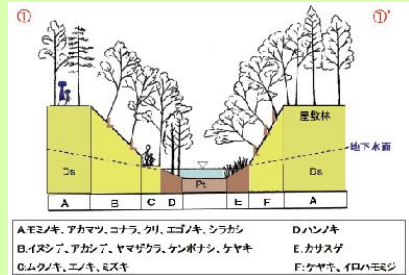 ① ①'
屋敷林
地下水面
Da Pt Da
A B C D E F A
A:モミノキ、アカマツ、コナラ、クリ、エゴノキ、シラカシ
B:イヌシデ、アカシデ、ヤマザクラ、ケンポナシ、ケヤキ
C:ムクノキ、エノキ、ミズキ
D:ハンノキ
E:カサスゲ
F:ケヤキ、イロハモミジ